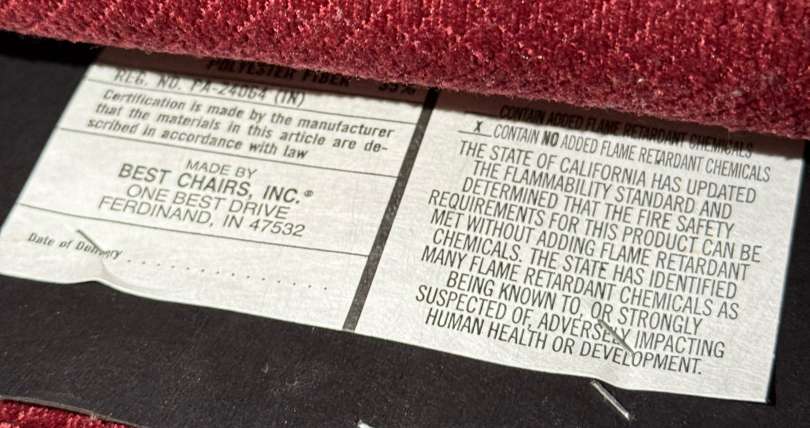 POLYESTER FIBER 35%
REG. NO. PA-24064 (IN)
Certification is made by the manufacturer
that the materials in this article are de-
scribed in accordance with law
MADE BY
BEST CHAIRS, INC.®
ONE BEST DRIVE
FERDINAND, IN 47532
Date of Delivery
CONTAIN ADDED FLAME RETARDANT CHEMICALS
X CONTAIN NO ADDED FLAME RETARDANT CHEMICALS
THE STATE OF CALIFORNIA HAS UPDATED
THE FLAMMABILITY STANDARD AND
DETERMINED THAT THE FIRE SAFETY
REQUIREMENTS FOR THIS PRODUCT CAN BE
MET WITHOUT ADDING FLAME RETARDANT
CHEMICALS. THE STATE HAS IDENTIFIED
MANY FLAME RETARDANT CHEMICALS AS
BEING KNOWN TO, OR STRONGLY
SUSPECTED OF, ADVERSELY IMPACTING
HUMAN HEALTH OR DEVELOPMENT.